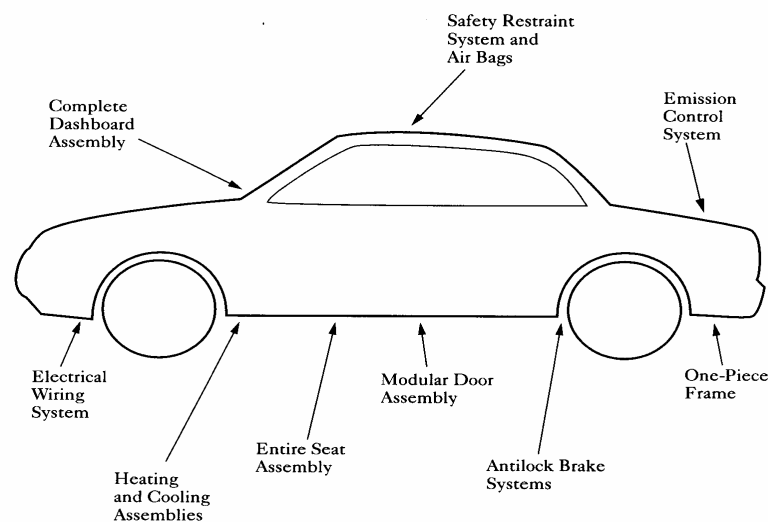 Safety Restraint
System and
Air Bags
Complete
Dashboard
Assembly
Emission
Control
System
Electrical
Wiring
System
Heating
and Cooling
Assemblies
Entire Seat
Assembly
Modular Door
Assembly
Antilock Brake
Systems
One-Piece
Frame